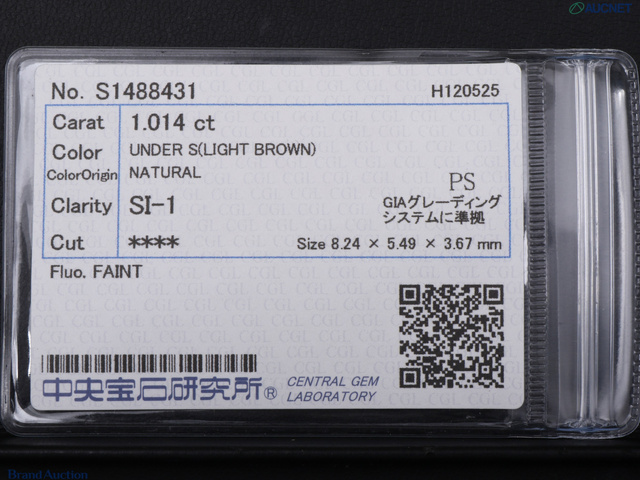 AUCNET
No. S1488431
H120525
Carat 1.014 ct
Color UNDER S(LIGHT BROWN)
ColorOrigin NATURAL
Clarity SI-1
PS
GIAグレーディング
システムに準拠
Cut **** Size 8.24 × 5.49 × 3.67 mm
Fluo. FAINT
中央宝石研究所®
CENTRAL GEM
LABORATORY
BrandAuction